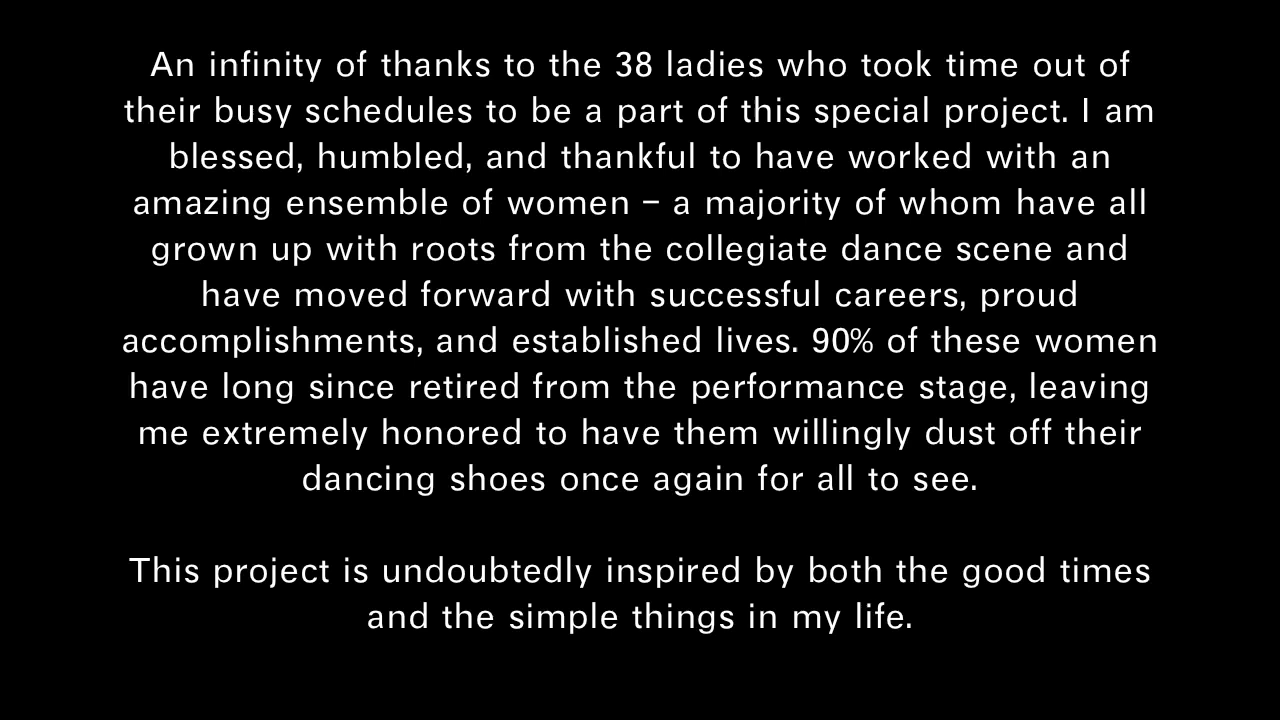 An infinity of thanks to the 38 ladies who took time out of
their busy schedules to be a part of this special project. I am
blessed, humbled, and thankful to have worked with an
amazing ensemble of women – a majority of whom have all
grown up with roots from the collegiate dance scene and
have moved forward with successful careers, proud
accomplishments, and established lives. 90% of these women
have long since retired from the performance stage, leaving
me extremely honored to have them willingly dust off their
dancing shoes once again for all to see.
This project is undoubtedly inspired by both the good times
and the simple things in my life.